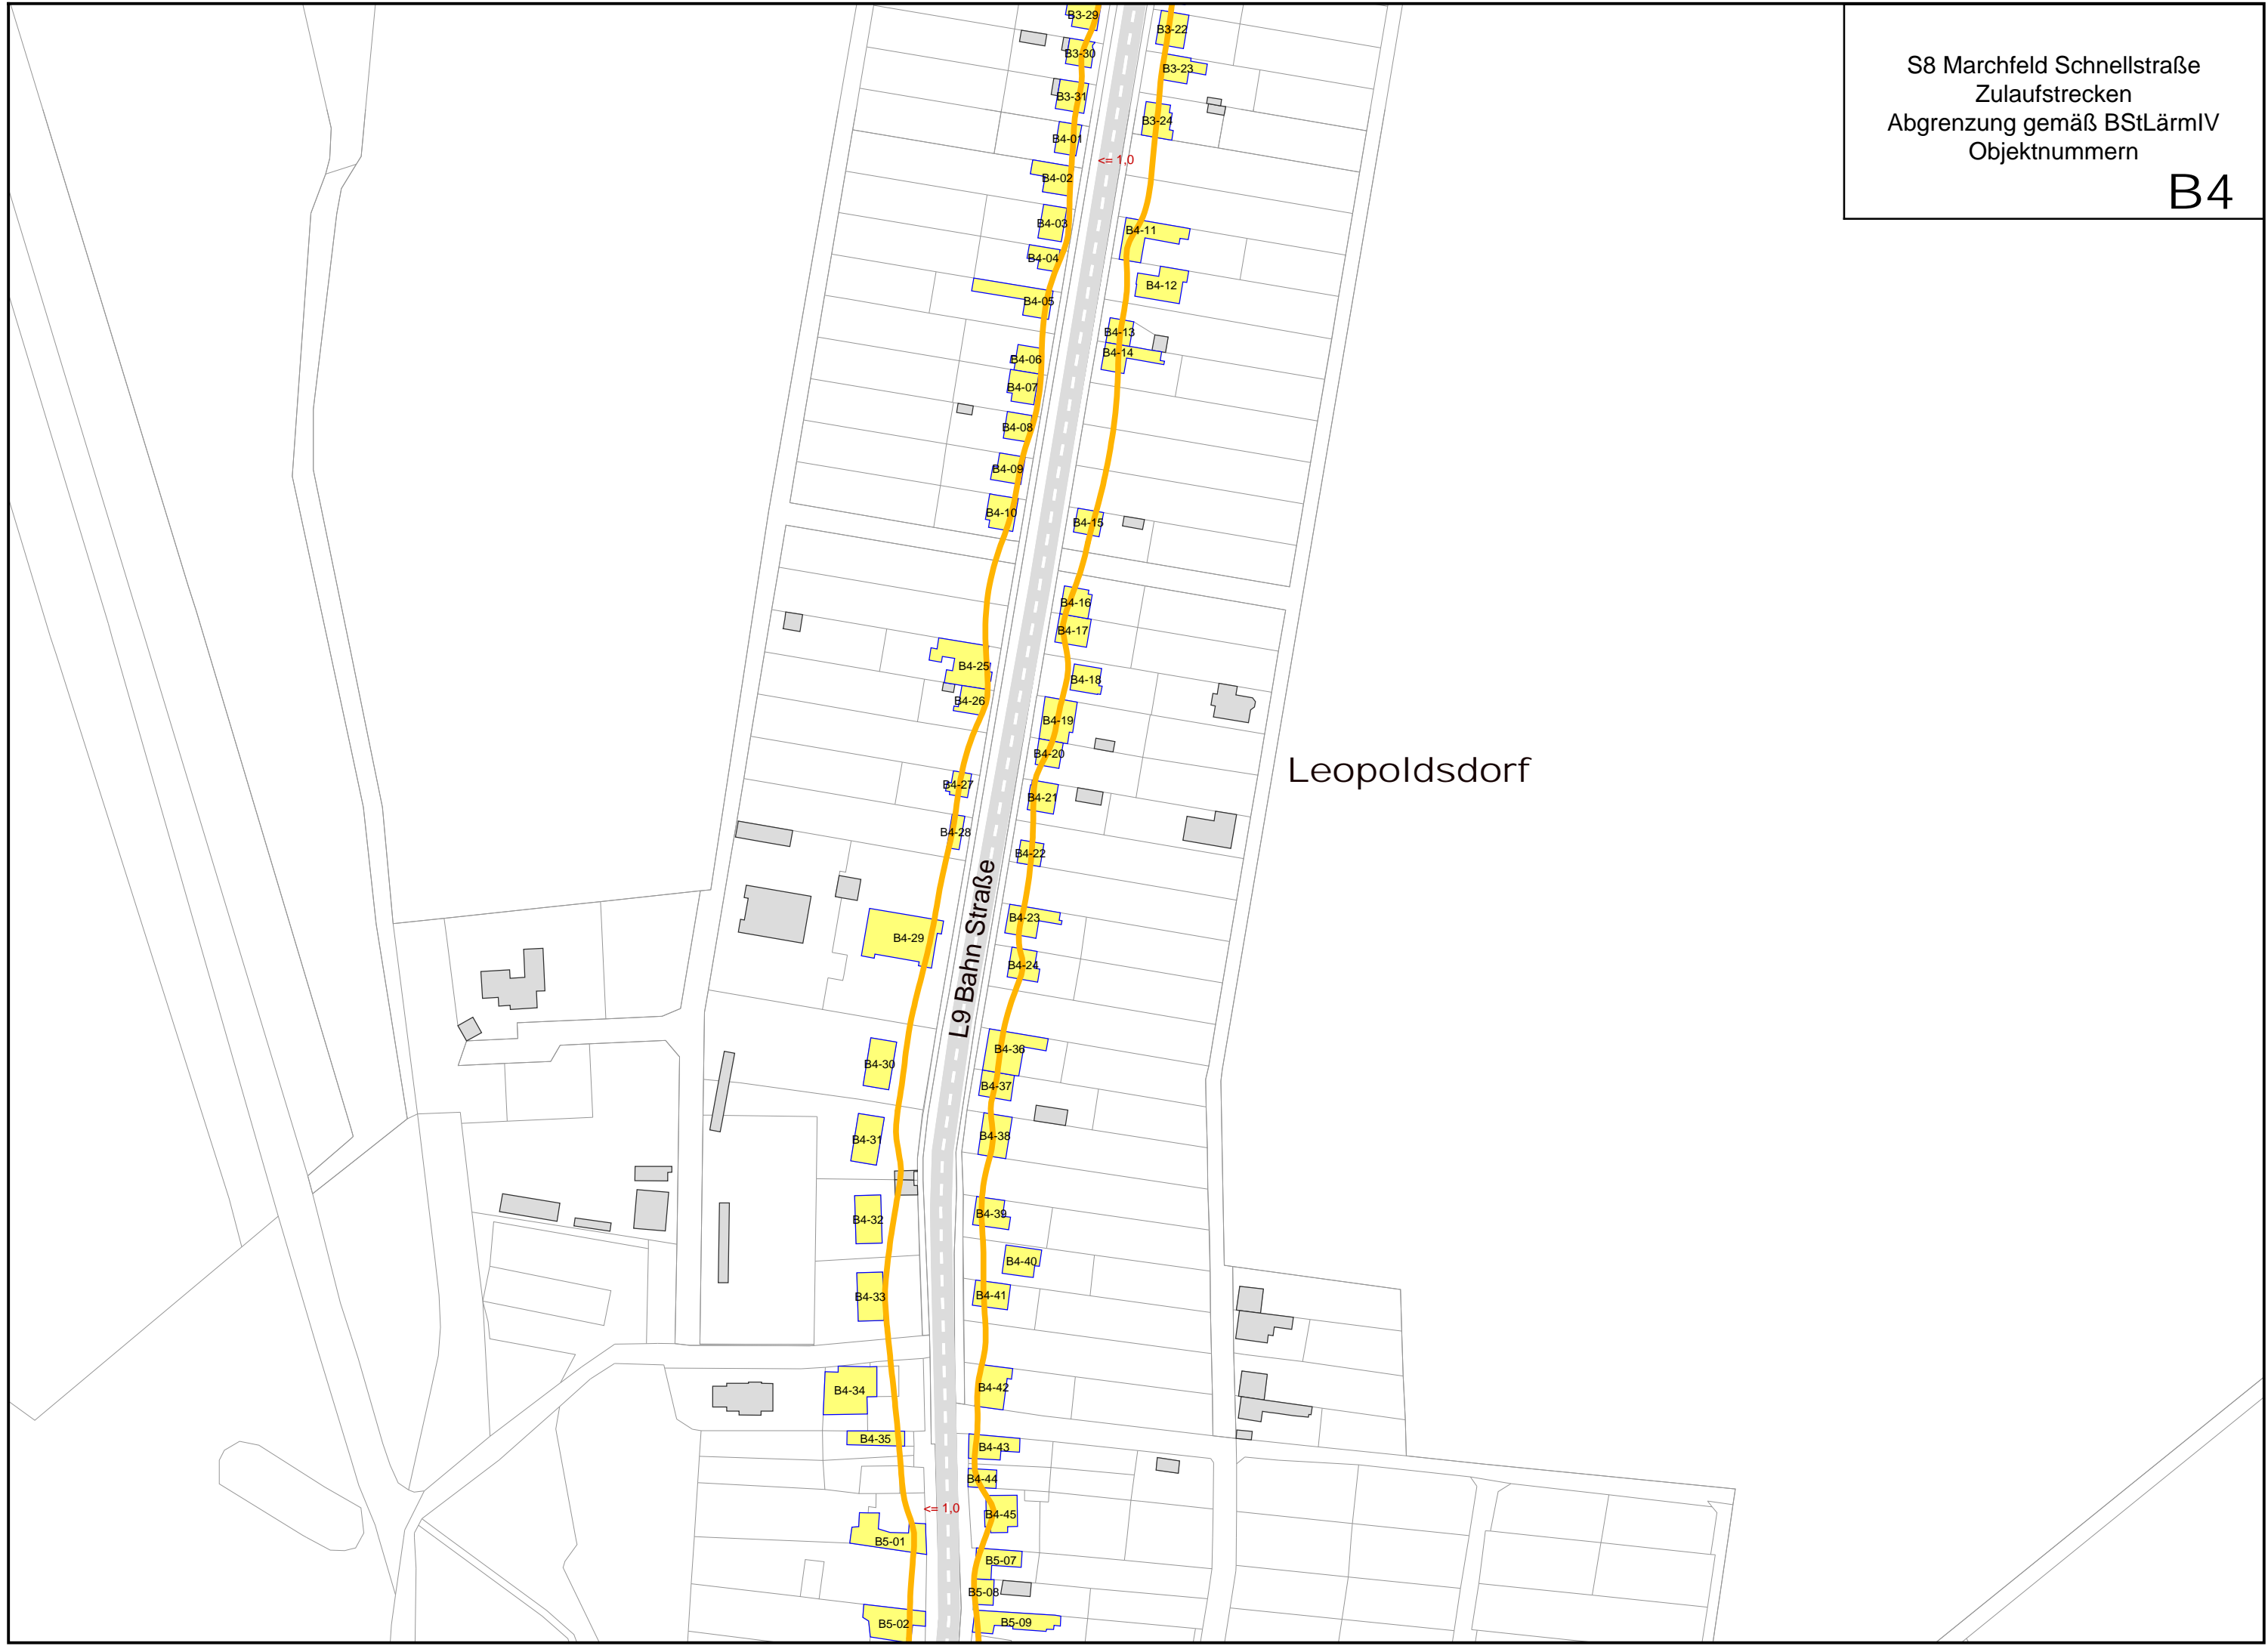 S8 Marchfeld Schnellstraße
Zulaufstrecken
Abgrenzung gemäß BStLärmIV
Objektnummern
B4
B3-29
B3-22
B3-30
B3-23
B3-31
B3-24
B4-01
<= 1,0
B4-02
B4-03
B4-11
B4-04
B4-12
B4-05
B4-13
B4-14
B4-06
B4-07
B4-08
B4-09
B4-10
B4-15
B4-16
B4-17
B4-25
B4-18
B4-26
B4-19
B4-20
Leopoldsdorf
B4-27
B4-21
B4-28
B4-22
L9 Bahn Straße
B4-23
B4-29
B4-24
B4-36
B4-30
B4-37
B4-31
B4-38
B4-32
B4-39
B4-40
B4-33
B4-41
B4-34
B4-42
B4-35
B4-43
B4-44
<= 1,0
B4-45
B5-01
B5-07
B5-08
B5-02
B5-09